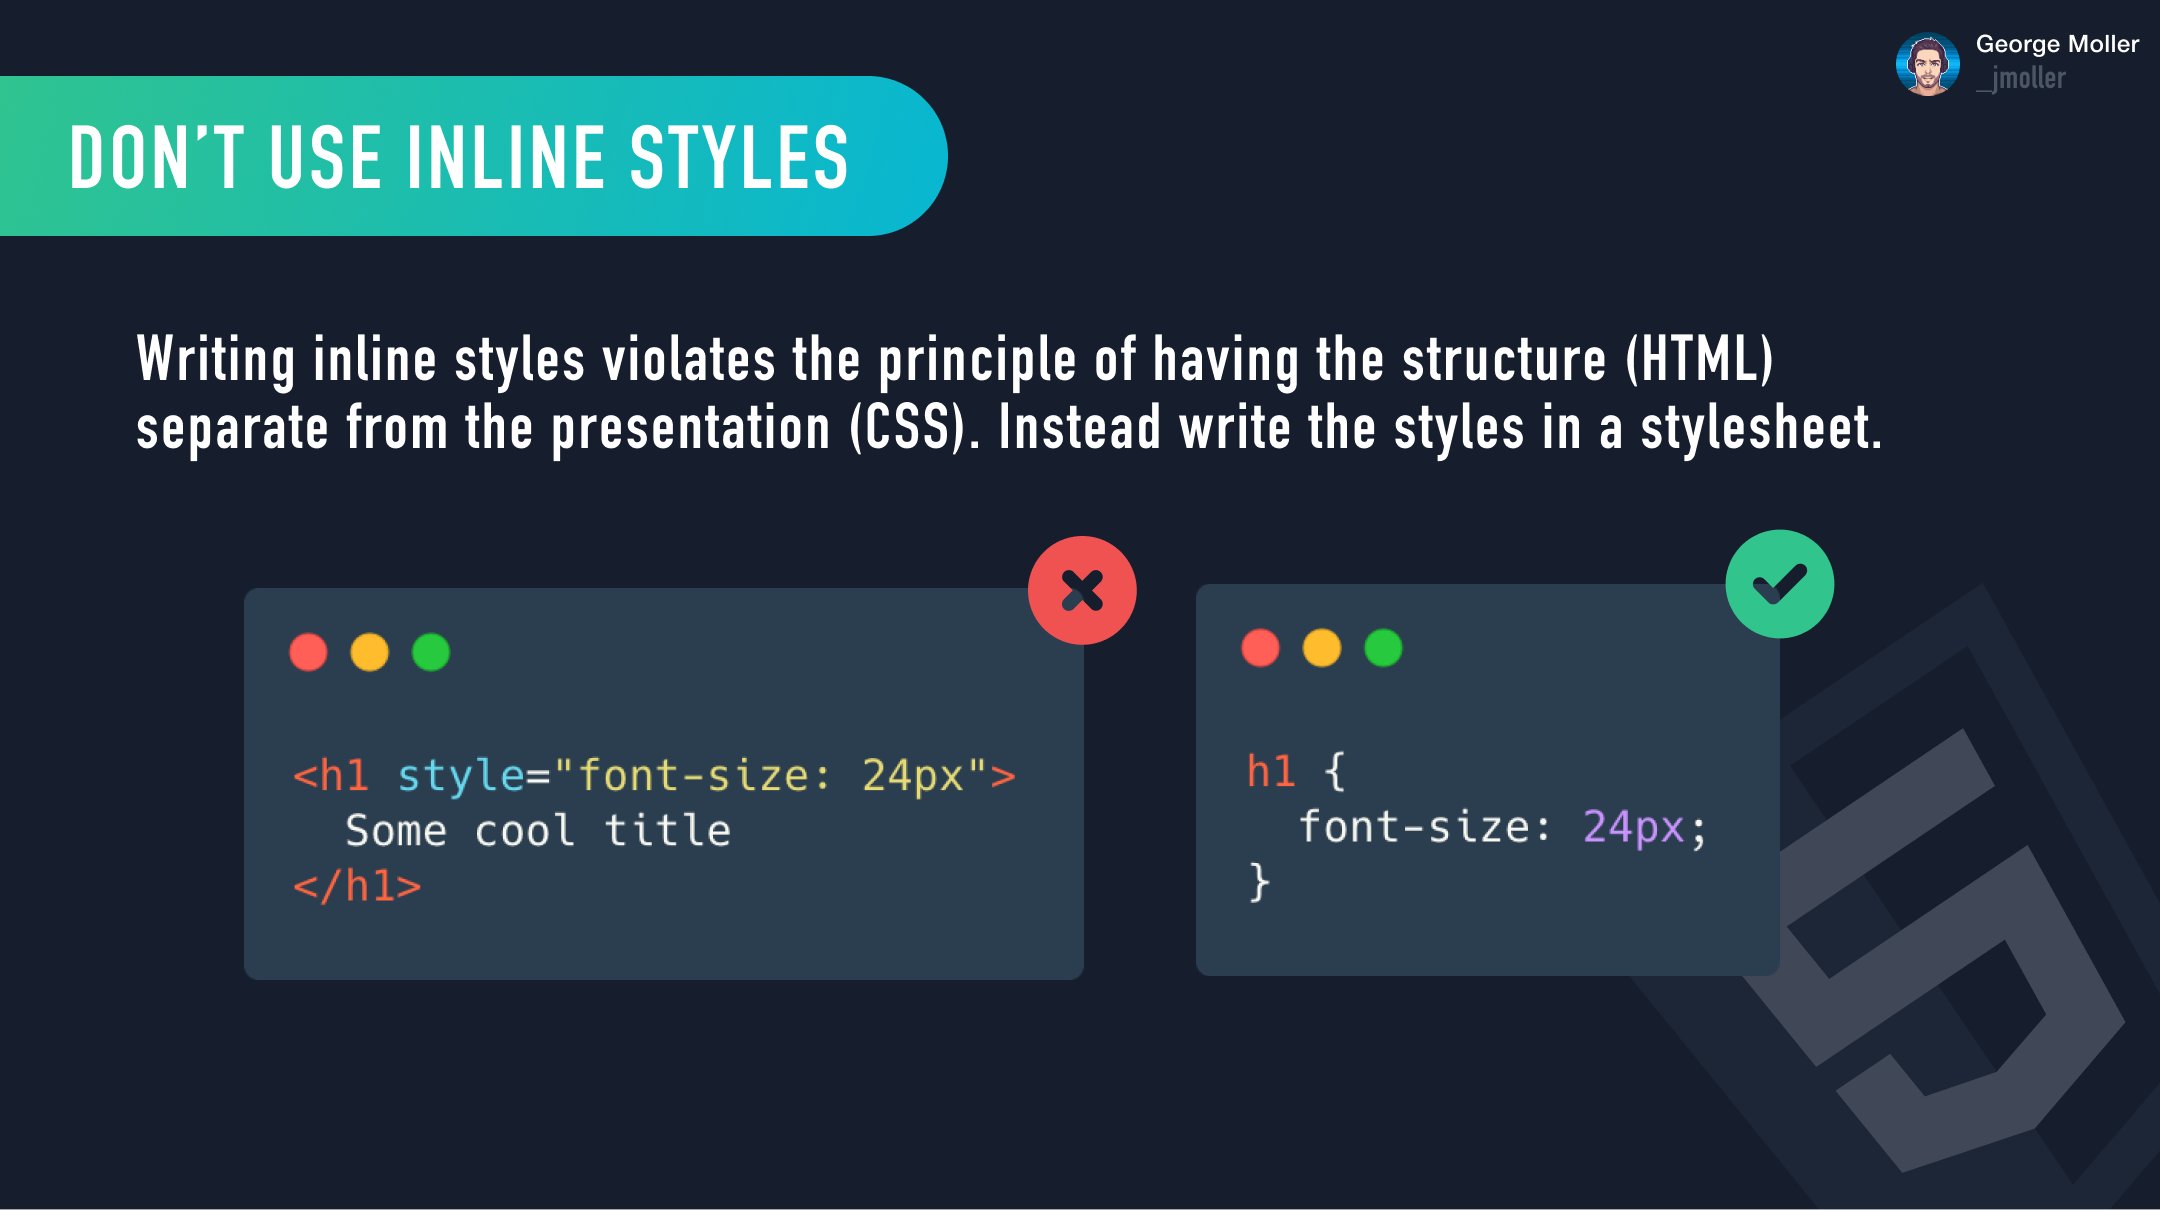 George Moller
_jmoller
DON'T USE INLINE STYLES
Writing inline styles violates the principle of having the structure (HTML)
separate from the presentation (CSS). Instead write the styles in a stylesheet.
<h1 style="font-size: 24px">
  Some cool title
</h1>
h1 {
  font-size: 24px;
}